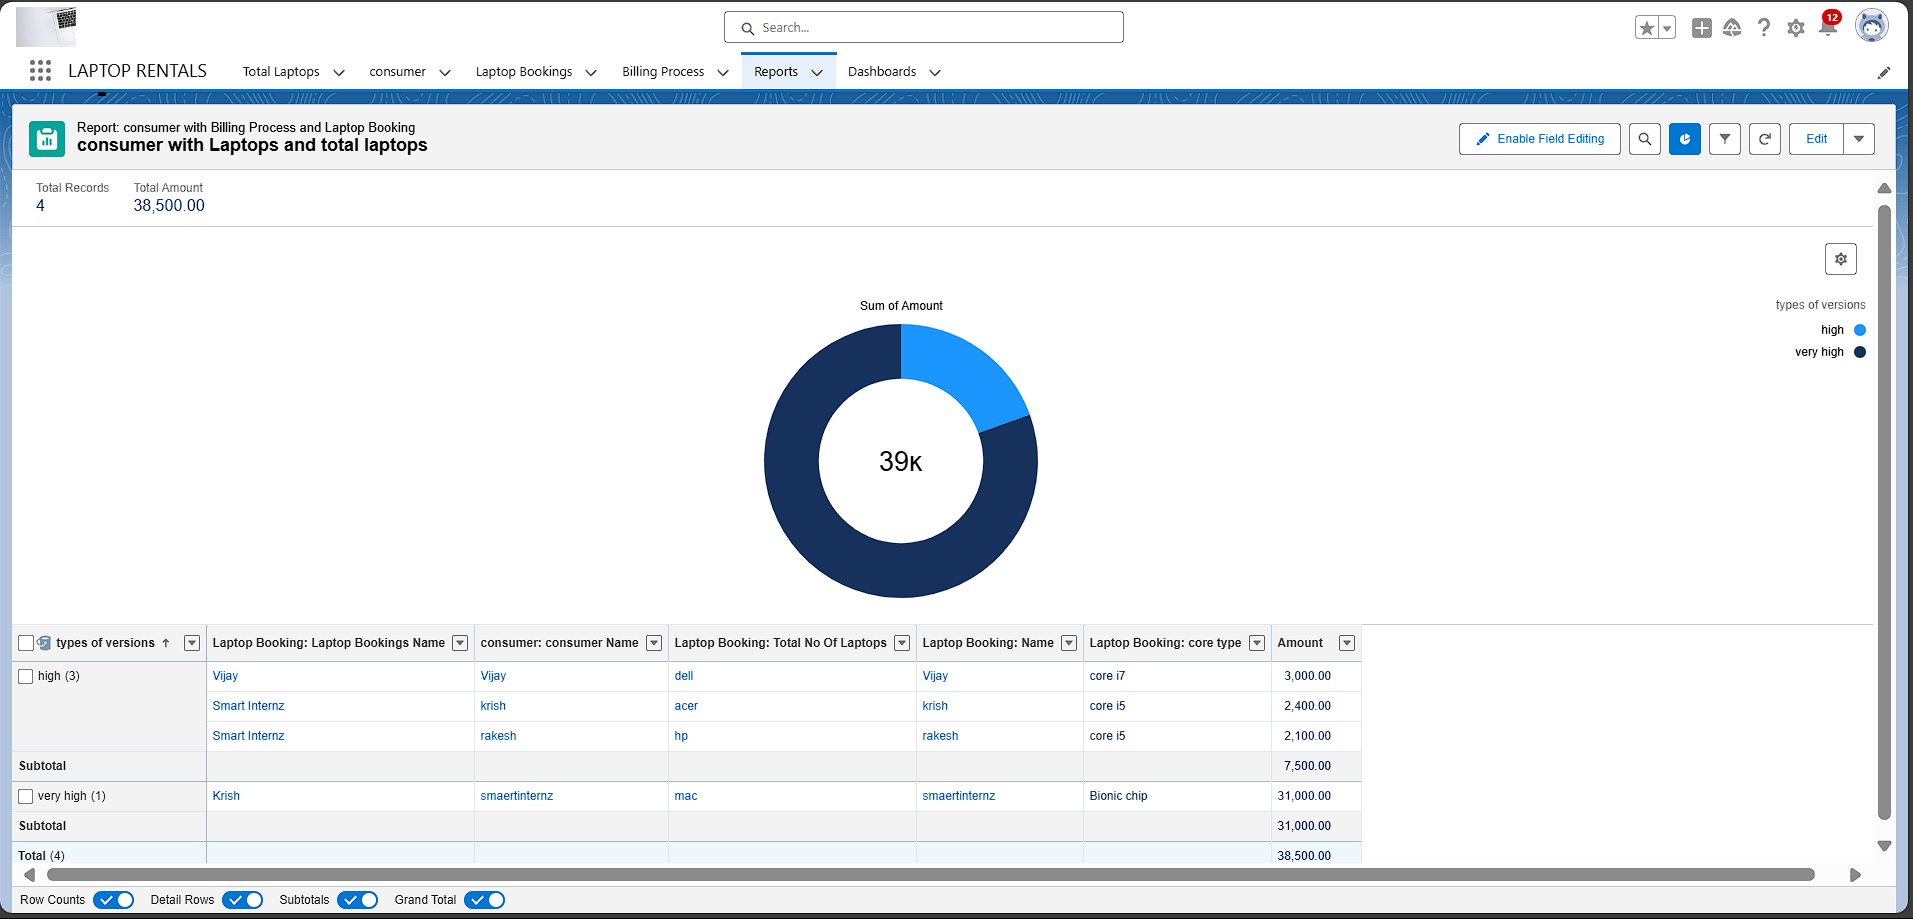 Search...
12
LAPTOP RENTALS
Total Laptops
consumer
Laptop Bookings
Billing Process
Reports
Dashboards
Report: consumer with Billing Process and Laptop Booking
consumer with Laptops and total laptops
Enable Field Editing
Edit
Total Records Total Amount
4 38,500.00
Sum of Amount
types of versions
high
very high
39K
types of versions ↑ Laptop Booking: Laptop Bookings Name consumer: consumer Name Laptop Booking: Total No Of Laptops Laptop Booking: Name Laptop Booking: core type Amount
high (3) Vijay Vijay dell Vijay core i7 3,000.00
Smart Internz krish acer krish core i5 2,400.00
Smart Internz rakesh hp rakesh core i5 2,100.00
Subtotal 7,500.00
very high (1) Krish smaertinternz mac smaertinternz Bionic chip 31,000.00
Subtotal 31,000.00
Total (4) 38,500.00
Row Counts Detail Rows Subtotals Grand Total